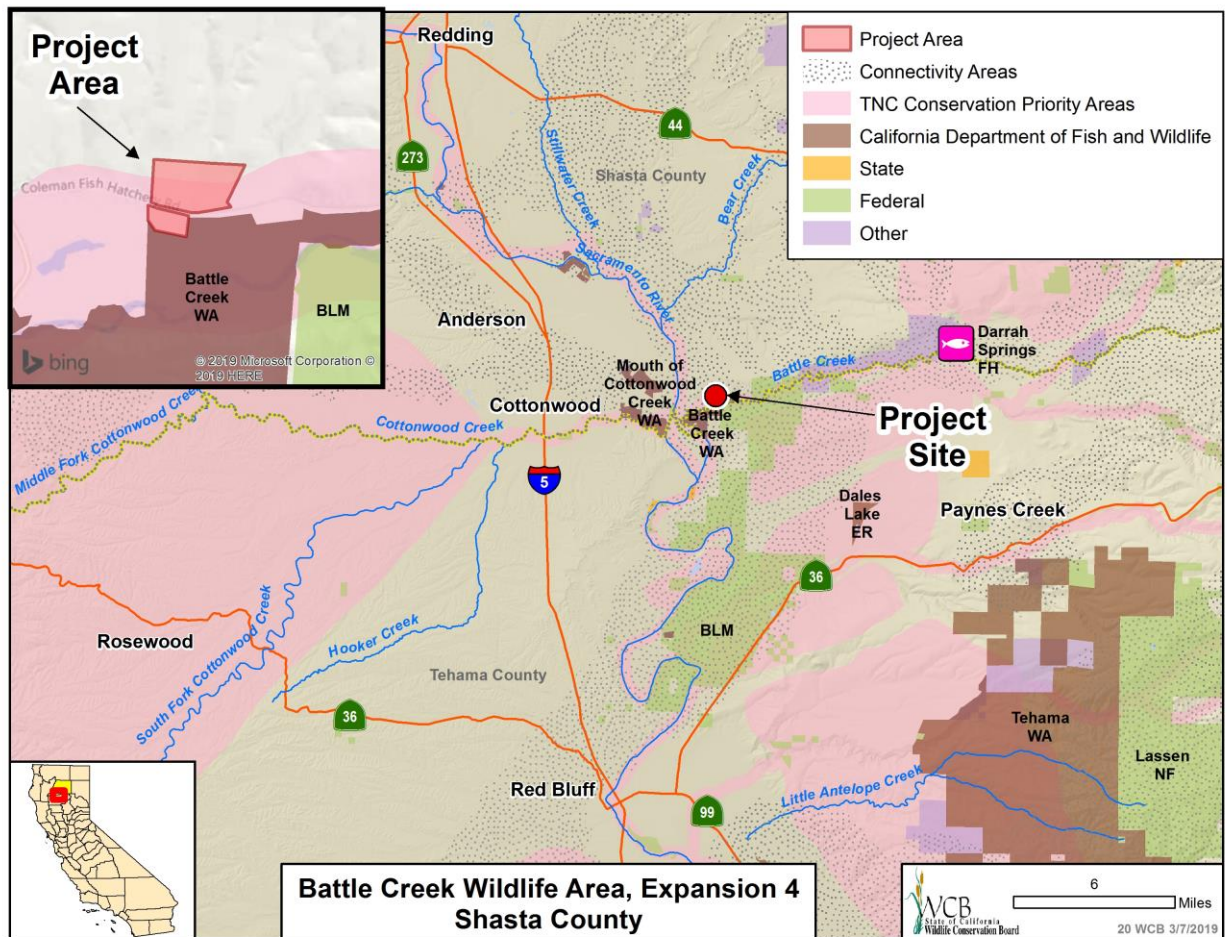 Project
Area
Coleman Fish Hatchery Rd
Battle
Creek
WA
BLM
bing
© 2019 Microsoft Corporation ©
2019 HERE
Redding
44
273
Stillwater Creek
Shasta County
Bear Creek
Sacramento River
Anderson
Project Area
Connectivity Areas
TNC Conservation Priority Areas
California Department of Fish and Wildlife
State
Federal
Other
Darrah
Springs
FH
Battle Creek
Mouth of
Cottonwood
Creek
WA
Battle
Creek
WA
Project
Site
Cottonwood
Cottonwood Creek
Middle Fork Cottonwood Creek
5
Dales
Lake
ER
Paynes Creek
36
BLM
Rosewood
South Fork Cottonwood Creek
Hooker Creek
Tehama County
36
Tehama
WA
Lassen
NF
Red Bluff
Little Antelope Creek
99
Battle Creek Wildlife Area, Expansion 4
Shasta County
WCB
State of California
Wildlife Conservation Board
6
Miles
20 WCB 3/7/2019